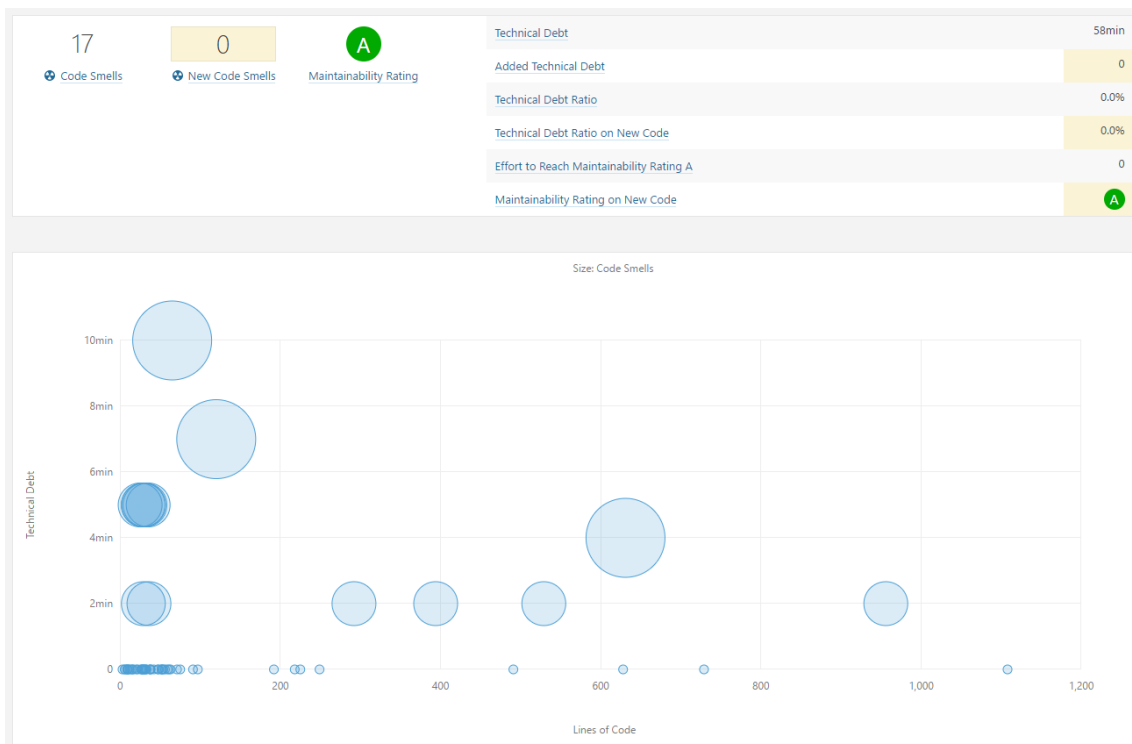 17
Code Smells
0
New Code Smells
A
Maintainability Rating
Technical Debt 58min
Added Technical Debt 0
Technical Debt Ratio 0.0%
Technical Debt Ratio on New Code 0.0%
Effort to Reach Maintainability Rating A 0
Maintainability Rating on New Code A
Size: Code Smells
Technical Debt
10min
8min
6min
4min
2min
0
0 200 400 600 800 1,000 1,200
Lines of Code